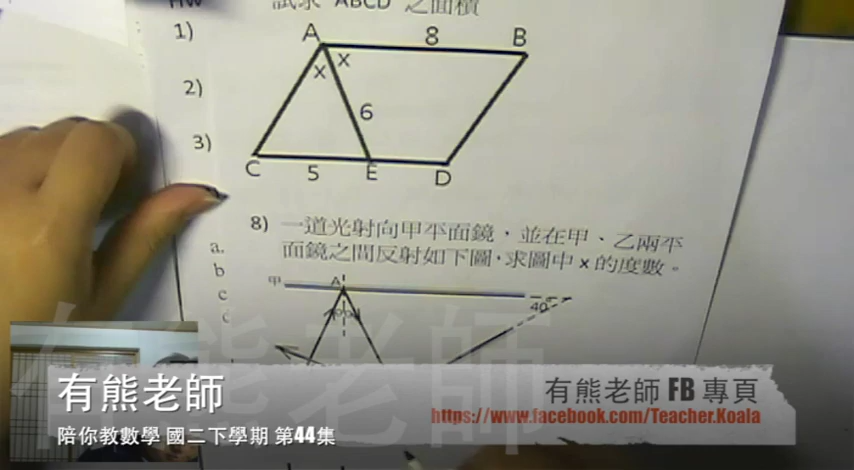 試求 ABCD 之面積
1)
A
8
B
x
x
2)
6
3)
C
5
E
D
8) 一道光射向甲平面鏡，並在甲、乙兩平
面鏡之間反射如下圖，求圖中 x 的度數。
a.
b
c
甲
A
40°
有熊老師
有熊老師
陪你教數學 國二下學期 第44集
有熊老師 FB 專頁
https://www.facebook.com/Teacher.Koala